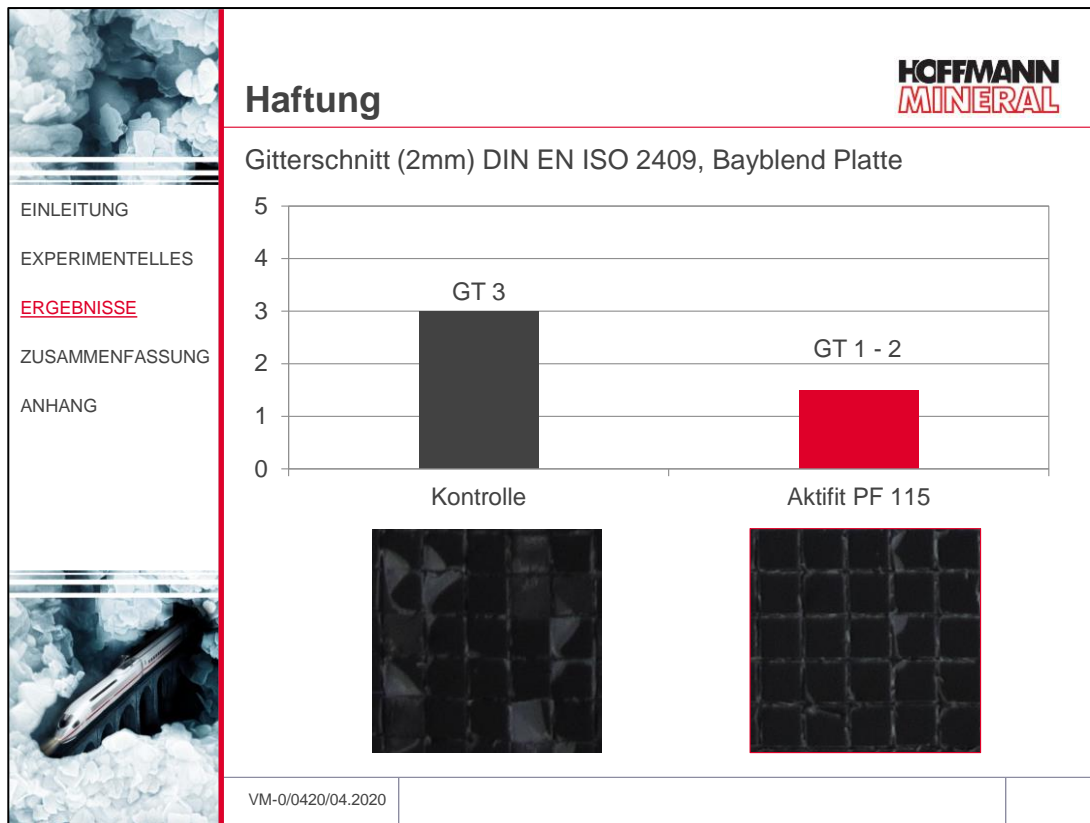 Haftung
HOFFMANN
MINERAL
EINLEITUNG
EXPERIMENTELLES
ERGEBNISSE
ZUSAMMENFASSUNG
ANHANG
Gitterschnitt (2mm) DIN EN ISO 2409, Bayblend Platte
5
4
3
2
1
0
GT 3
GT 1 - 2
Kontrolle
Aktifit PF 115
VM-0/0420/04.2020